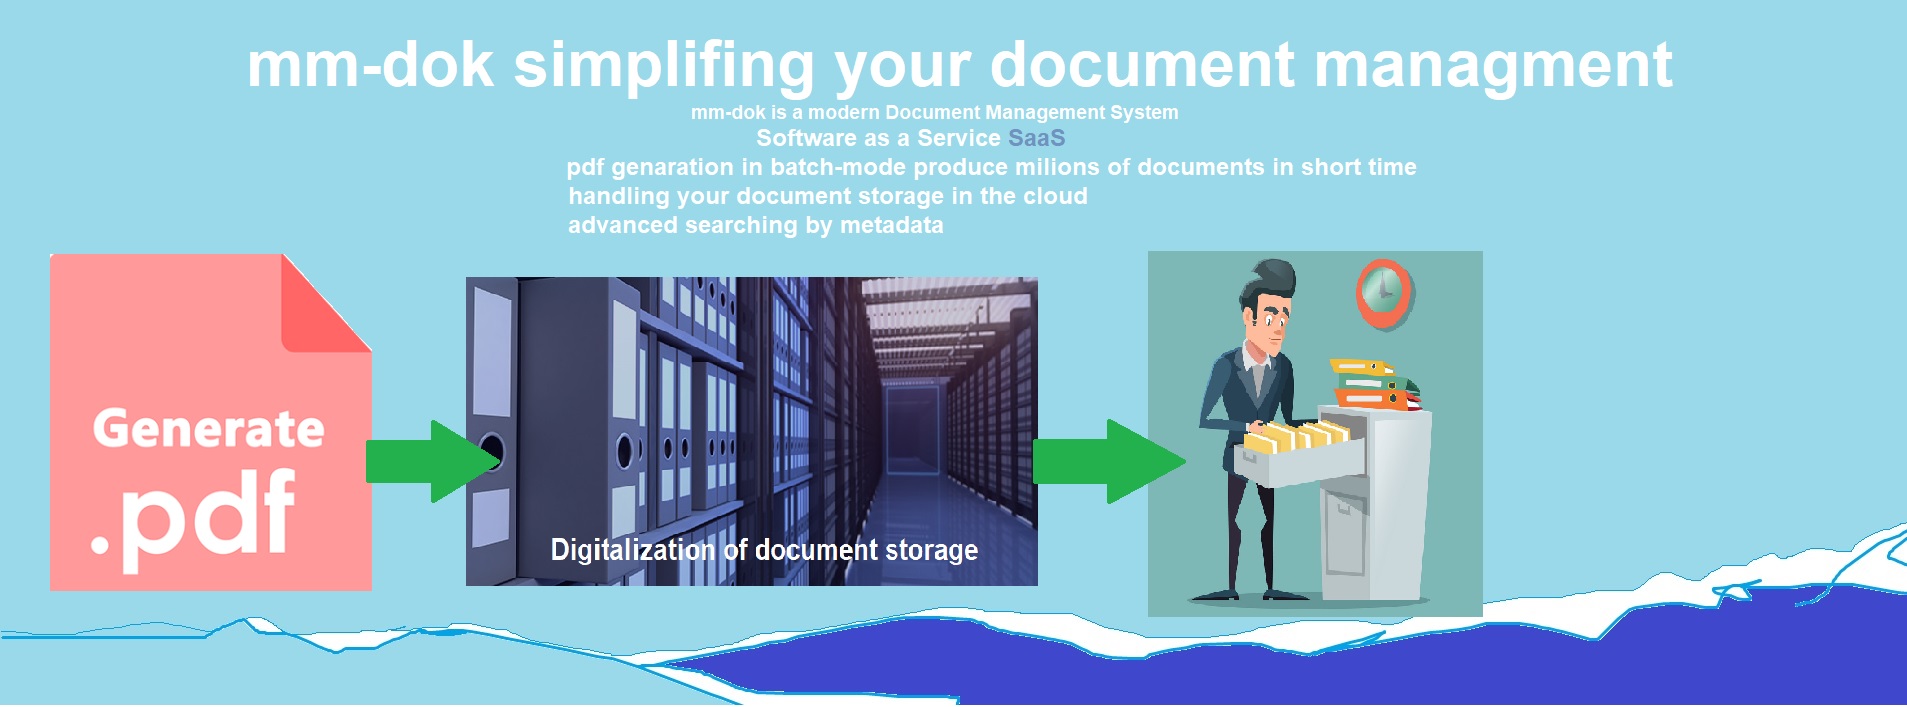 mm-dok simplifing your document managment
mm-dok is a modern Document Management System
Software as a Service SaaS
pdf genaration in batch-mode produce milions of documents in short time
handling your document storage in the cloud
advanced searching by metadata
Generate
.pdf
Digitalization of document storage